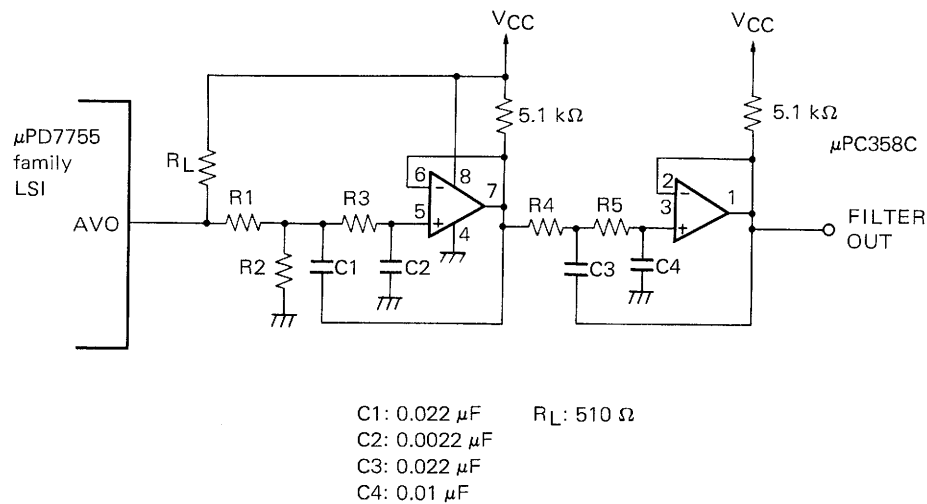 VCC
VCC
5.1 kΩ
5.1 kΩ
μPD7755
family
LSI
μPC358C
RL
AVO
R1
R2
R3
C1
C2
6
5
8
7
4
R4
R5
C3
C4
2
3
1
FILTER
OUT
C1: 0.022 μF RL: 510 Ω
C2: 0.0022 μF
C3: 0.022 μF
C4: 0.01 μF